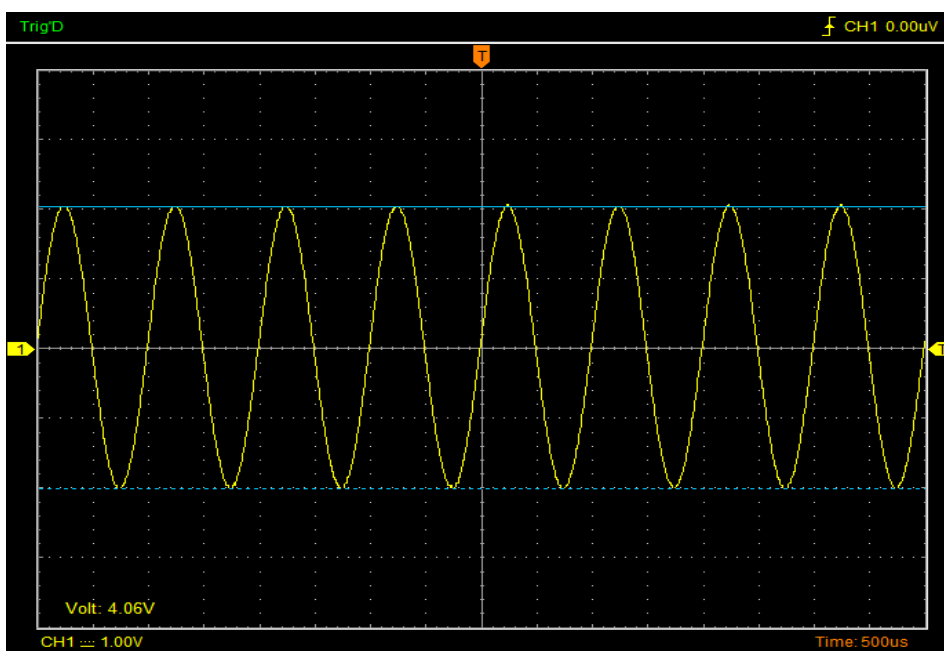 Trig'D
CH1 0.00uV
T
1
T
Volt: 4.06V
CH1 1.00V
Time: 500us